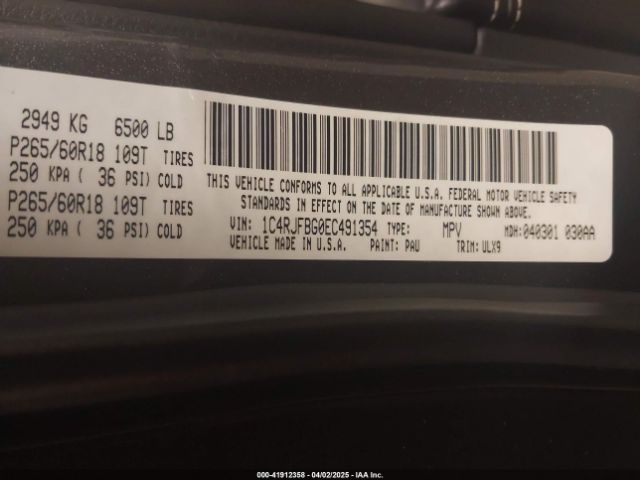 2949 KG 6500 LB
P265/60R18 109T TIRES
250 KPA ( 36 PSI) COLD
P265/60R18 109T TIRES
250 KPA ( 36 PSI) COLD
THIS VEHICLE CONFORMS TO ALL APPLICABLE U.S.A. FEDERAL MOTOR VEHICLE SAFETY
STANDARDS IN EFFECT ON THE DATE OF MANUFACTURE SHOWN ABOVE.
VIN: 1C4RJFBG0EC491354 TYPE: MPV MDH: 040301 030AA
VEHICLE MADE IN U.S.A. PAINT: PAU TRIM: ULX9
000-41912358 - 04/02/2025 - IAA Inc.